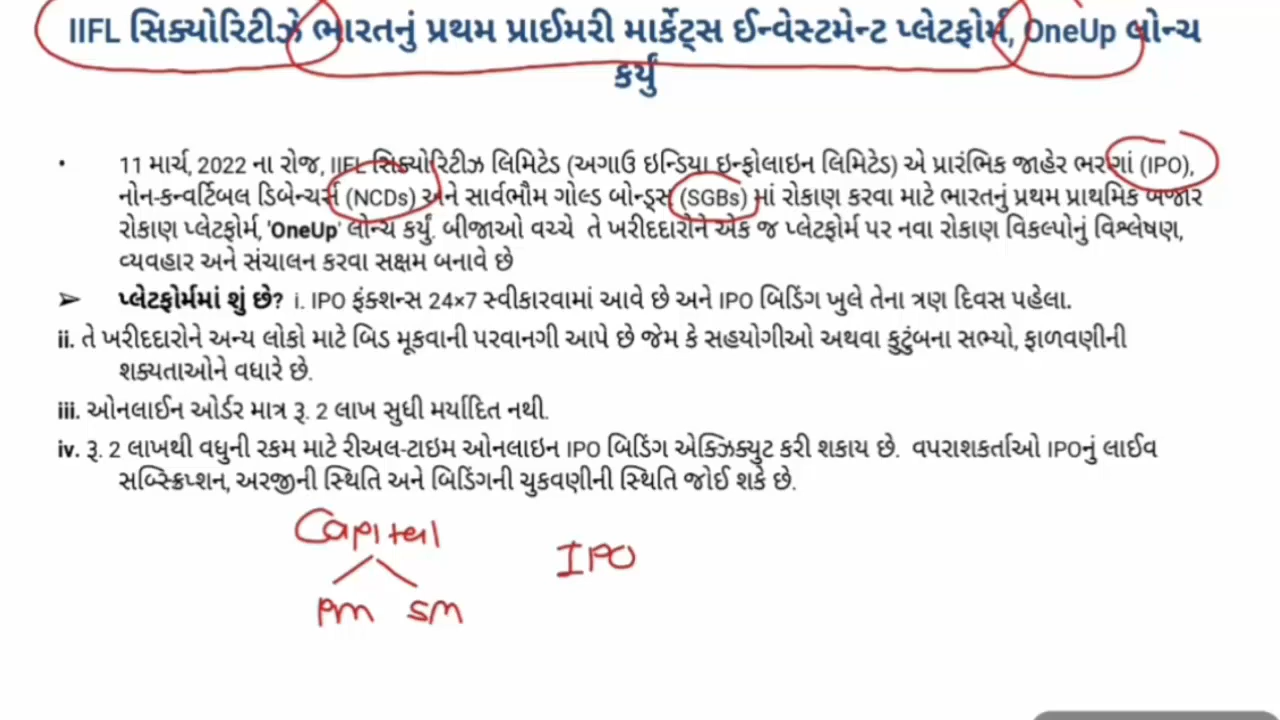 IIFL સિક્યોરિટીઝે ભારતનું પ્રથમ પ્રાઈમરી માર્કેટ્સ ઈન્વેસ્ટમેન્ટ પ્લેટફોર્મ, OneUp લોન્ચ
કર્યું
• 11 માર્ચ, 2022 ના રોજ, IIFL સિક્યોરિટીઝ લિમિટેડ (અગાઉ ઇન્ડિયા ઇન્ફોલાઇન લિમિટેડ) એ પ્રારંભિક જાહેર ભરણાં (IPO),
નોન-કન્વર્ટિબલ ડિબેન્ચર્સ (NCDs) અને સાર્વભૌમ ગોલ્ડ બોન્ડ્સ (SGBs) માં રોકાણ કરવા માટે ભારતનું પ્રથમ પ્રાથમિક બજાર
રોકાણ પ્લેટફોર્મ, 'OneUp' લોન્ચ કર્યું. બીજાઓ વચ્ચે તે ખરીદદારોને એક જ પ્લેટફોર્મ પર નવા રોકાણ વિકલ્પોનું વિશ્લેષણ,
વ્યવહાર અને સંચાલન કરવા સક્ષમ બનાવે છે
➢ પ્લેટફોર્મમાં શું છે? i. IPO ફંક્શન્સ 24×7 સ્વીકારવામાં આવે છે અને IPO બિડિંગ ખુલે તેના ત્રણ દિવસ પહેલા.
ii. તે ખરીદદારોને અન્ય લોકો માટે બિડ મૂકવાની પરવાનગી આપે છે જેમ કે સહયોગીઓ અથવા કુટુંબના સભ્યો, ફાળવણીની
શક્યતાઓને વધારે છે.
iii. ઓનલાઈન ઓર્ડર માત્ર રૂ. 2 લાખ સુધી મર્યાદિત નથી.
iv. રૂ. 2 લાખથી વધુની રકમ માટે રીઅલ-ટાઇમ ઓનલાઇન IPO બિડિંગ એક્ઝિક્યુટ કરી શકાય છે. વપરાશકર્તાઓ IPOનું લાઈવ
સબ્સ્ક્રિપ્શન, અરજીની સ્થિતિ અને બિડિંગની ચુકવણીની સ્થિતિ જોઈ શકે છે.
Capital
IPO
PM SM